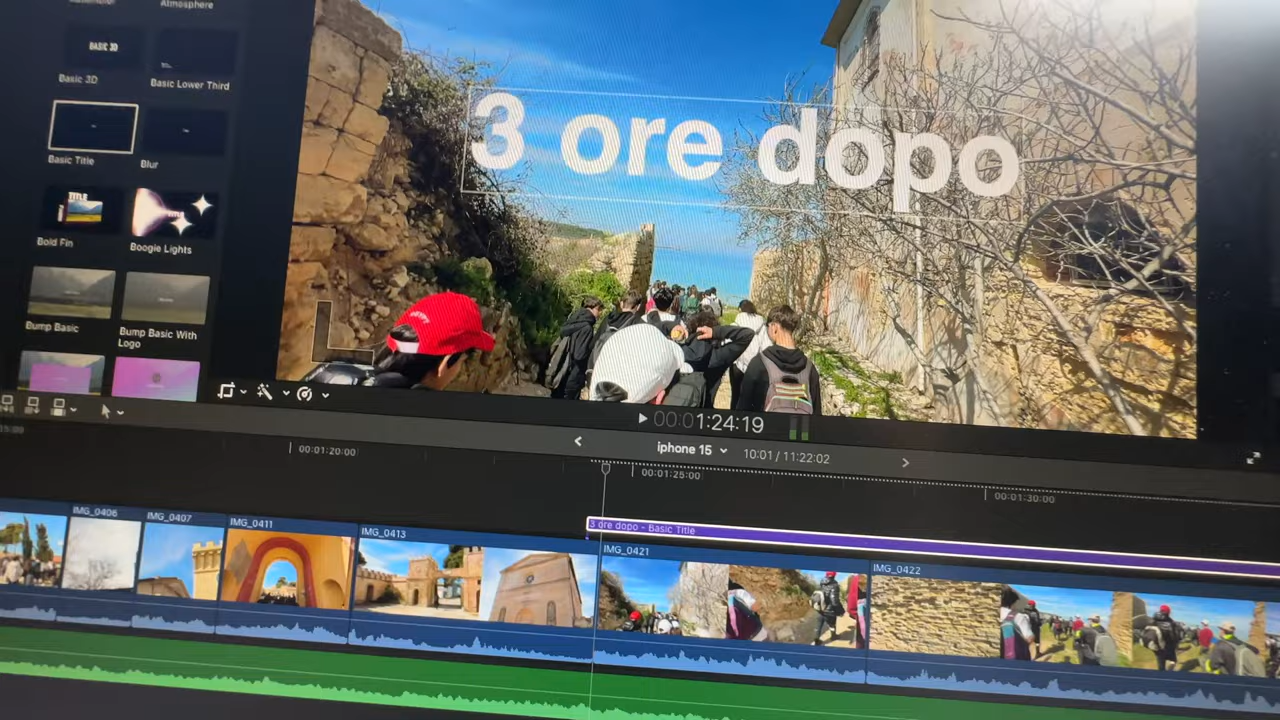 Atmosphere
BASIC 3D
Basic 3D
Basic Lower Third
Basic Title
Blur
TITLE
Bold Fin
Boogie Lights
Bump Basic
Bump Basic With
Logo
3 ore dopo
00:01:24:19
iphone 15
10:01 / 11:22:02
00:01:20:00
00:01:25:00
00:01:30:00
3 ore dopo - Basic Title
IMG_0406
IMG_0407
IMG_0411
IMG_0413
IMG_0421
IMG_0422